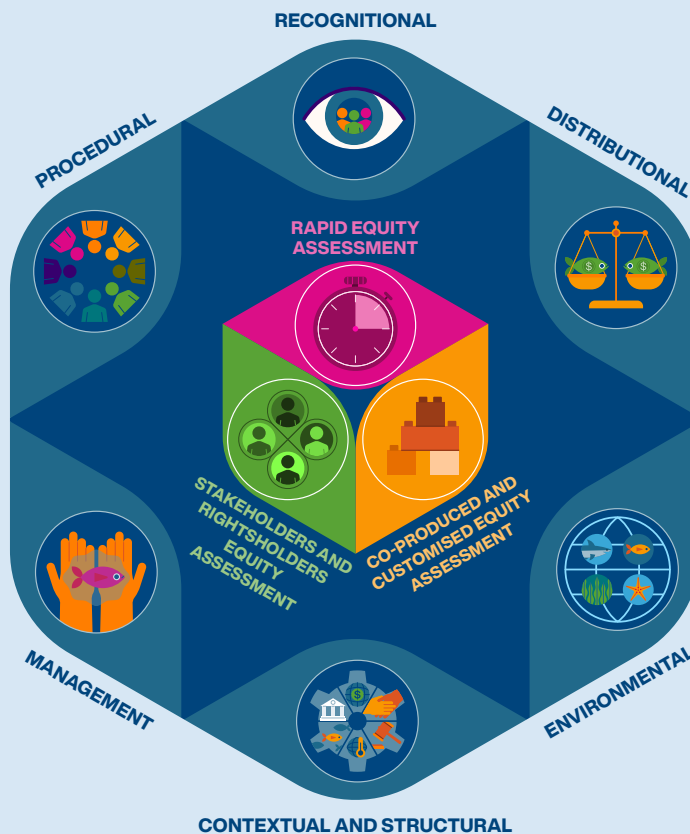 RECOGNITIONAL
PROCEDURAL
DISTRIBUTIONAL
RAPID EQUITY
ASSESSMENT
$ $
STAKEHOLDERS AND
RIGHTSHOLDERS
EQUITY
ASSESSMENT
CO-PRODUCED AND
CUSTOMISED EQUITY
ASSESSMENT
MANAGEMENT
ENVIRONMENTAL
$
CONTEXTUAL AND STRUCTURAL